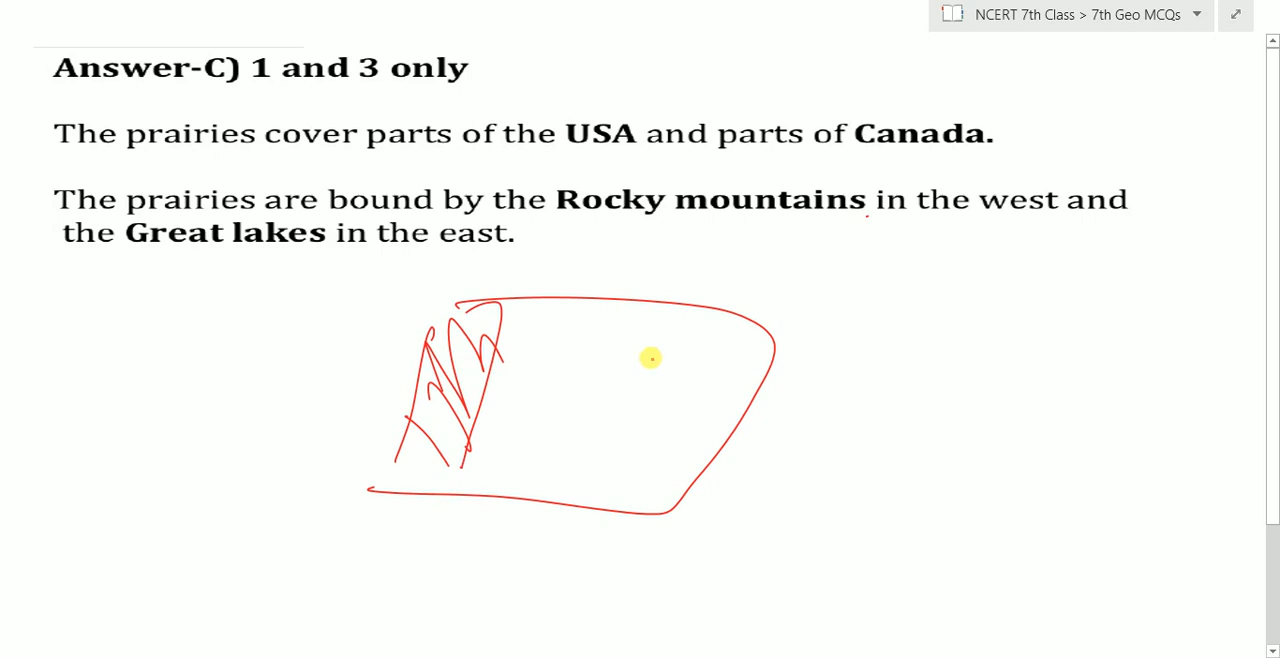 NCERT 7th Class > 7th Geo MCQs
Answer-C) 1 and 3 only
The prairies cover parts of the USA and parts of Canada.
The prairies are bound by the Rocky mountains in the west and
the Great lakes in the east.